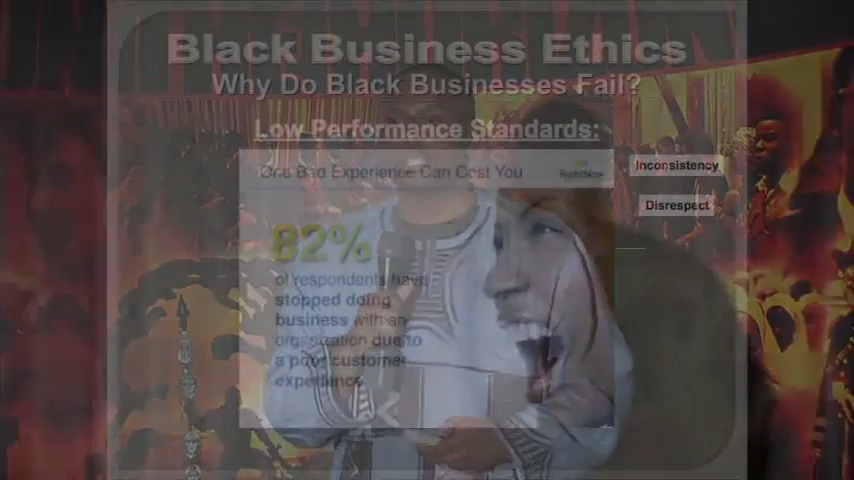 Black Business Ethics
Why Do Black Businesses Fail?
Low Performance Standards:
One Bad Experience Can Cost You
RightNow
Inconsistency
Disrespect
82%
of respondents have
stopped doing
business with an
organization due to
a poor customer
experience